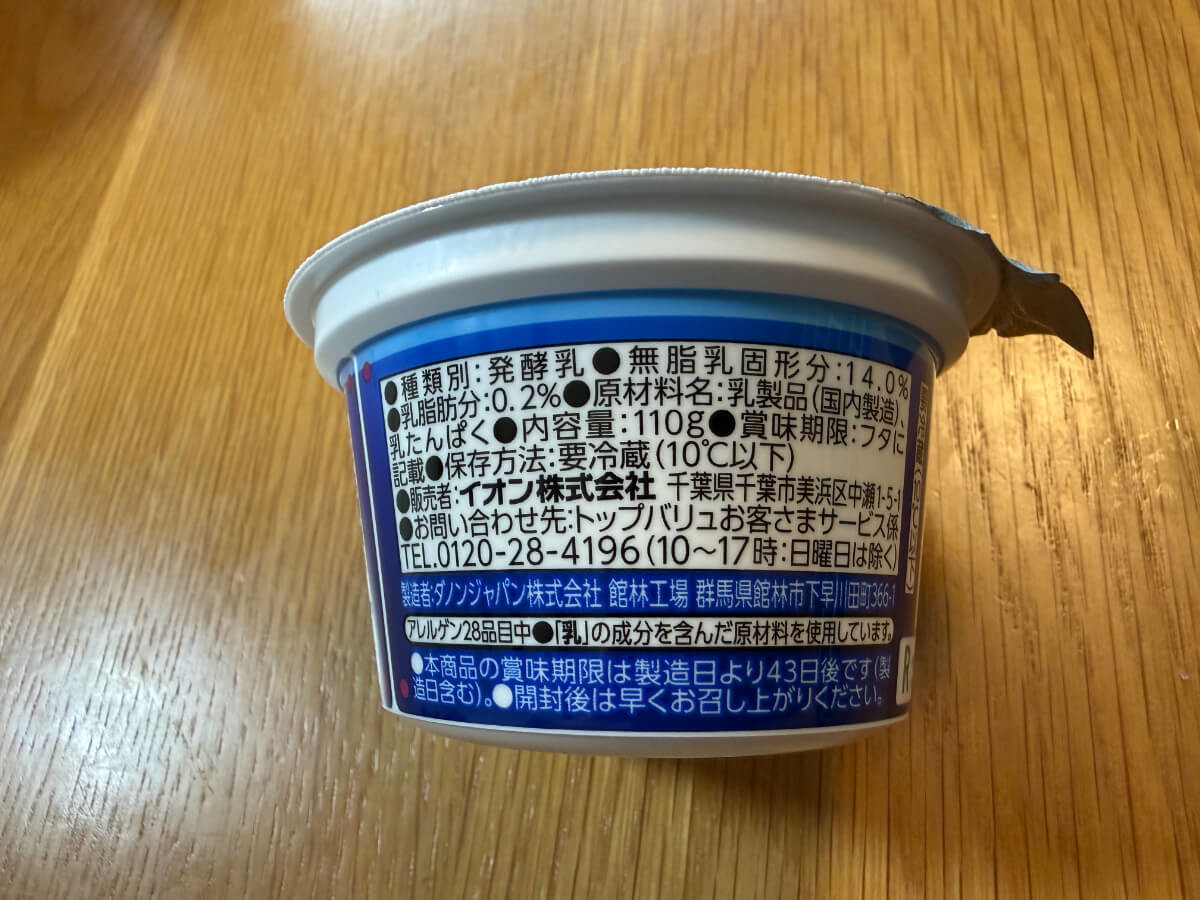 ●種類別:発酵乳●無脂乳固形分:14.0%
●乳脂肪分:0.2%●原材料名:乳製品(国内製造)、
乳たんぱく●内容量:110g●賞味期限:フタに
記載●保存方法:要冷蔵(10℃以下)
●販売者:イオン株式会社 千葉県千葉市美浜区中瀬1-5-1
●お問い合わせ先:トップバリュお客さまサービス係
TEL.0120-28-4196(10~17時:日曜日は除く)
製造者:ダノンジャパン株式会社 館林工場 群馬県館林市下早川田町366-1
アレルゲン28品目中●「乳」の成分を含んだ原材料を使用しています。
●本商品の賞味期限は製造日より43日後です(製
造日含む)。●開封後は早くお召し上がりください。
R